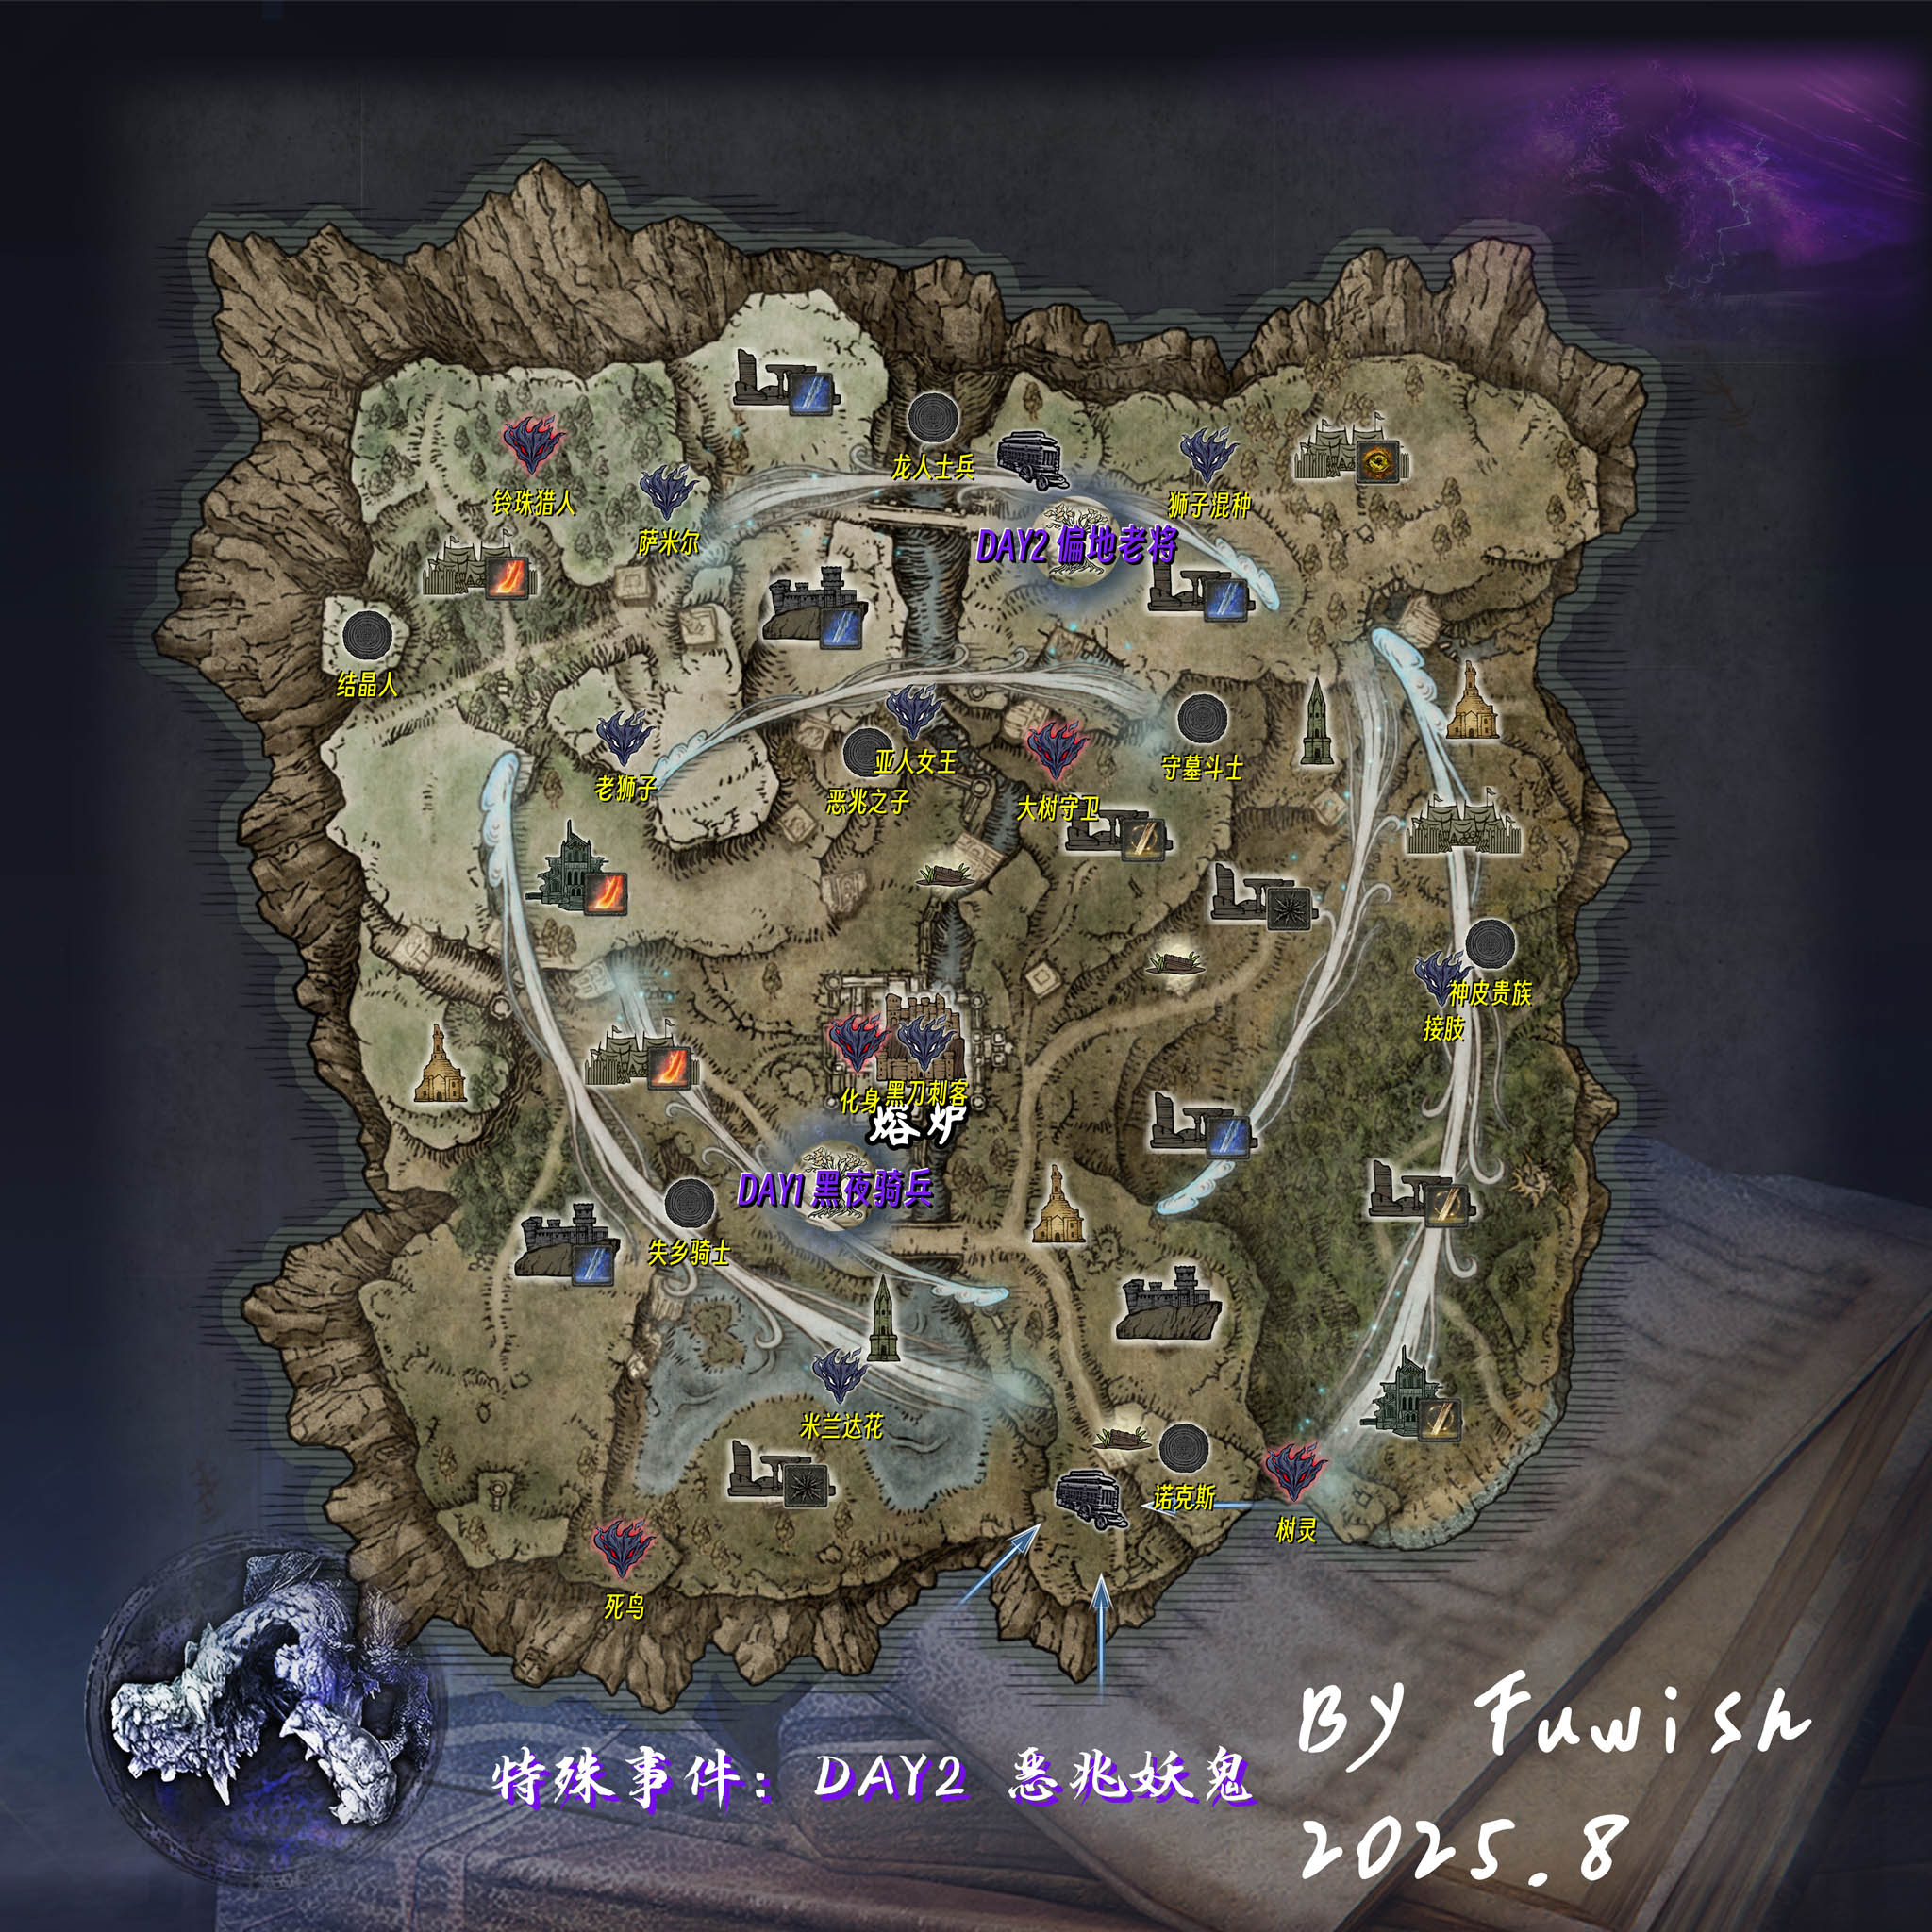 龙人士兵
铃珠猎人
狮子混种
萨米尔
DAY2 偏地老将
结晶人
亚人女王
守墓斗士
老狮子
恶兆之子
大树守卫
神皮贵族
接肢
化身
黑刀刺客
熔炉
DAY1 黑夜骑兵
失乡骑士
米兰达花
诺克斯
树灵
死鸟
By Fuwish
特殊事件: DAY2 恶兆妖鬼
2025.8